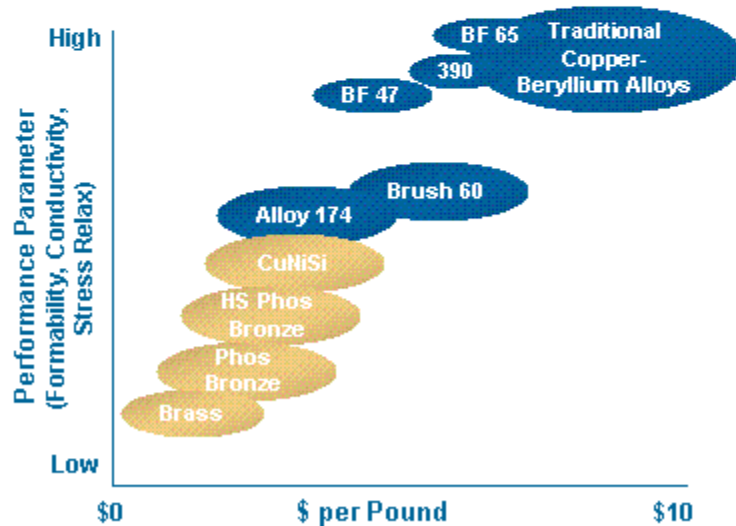 High
Performance Parameter
(Formability, Conductivity,
Stress Relax)
Low
BF 65
Traditional
Copper-
Beryllium Alloys
390
BF 47
Brush 60
Alloy 174
CuNiSi
HS Phos
Bronze
Phos
Bronze
Brass
$0
$ per Pound
$10